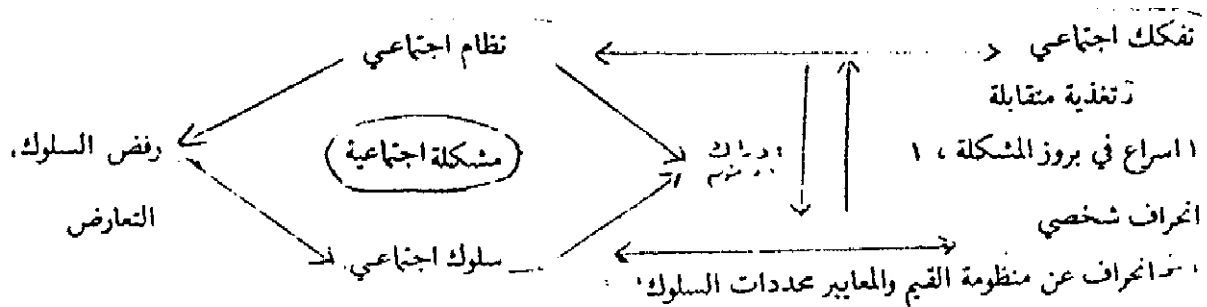 تفكك اجتماعي
نظام اجتماعي
تغذية متقابلة
اسراع في بروز المشكلة ،
مشكلة اجتماعية
رفض السلوك،
انحراف شخصي
التعارض
سلوك اجتماعي
انحراف عن منظومة القيم والمعايير محددات السلوك